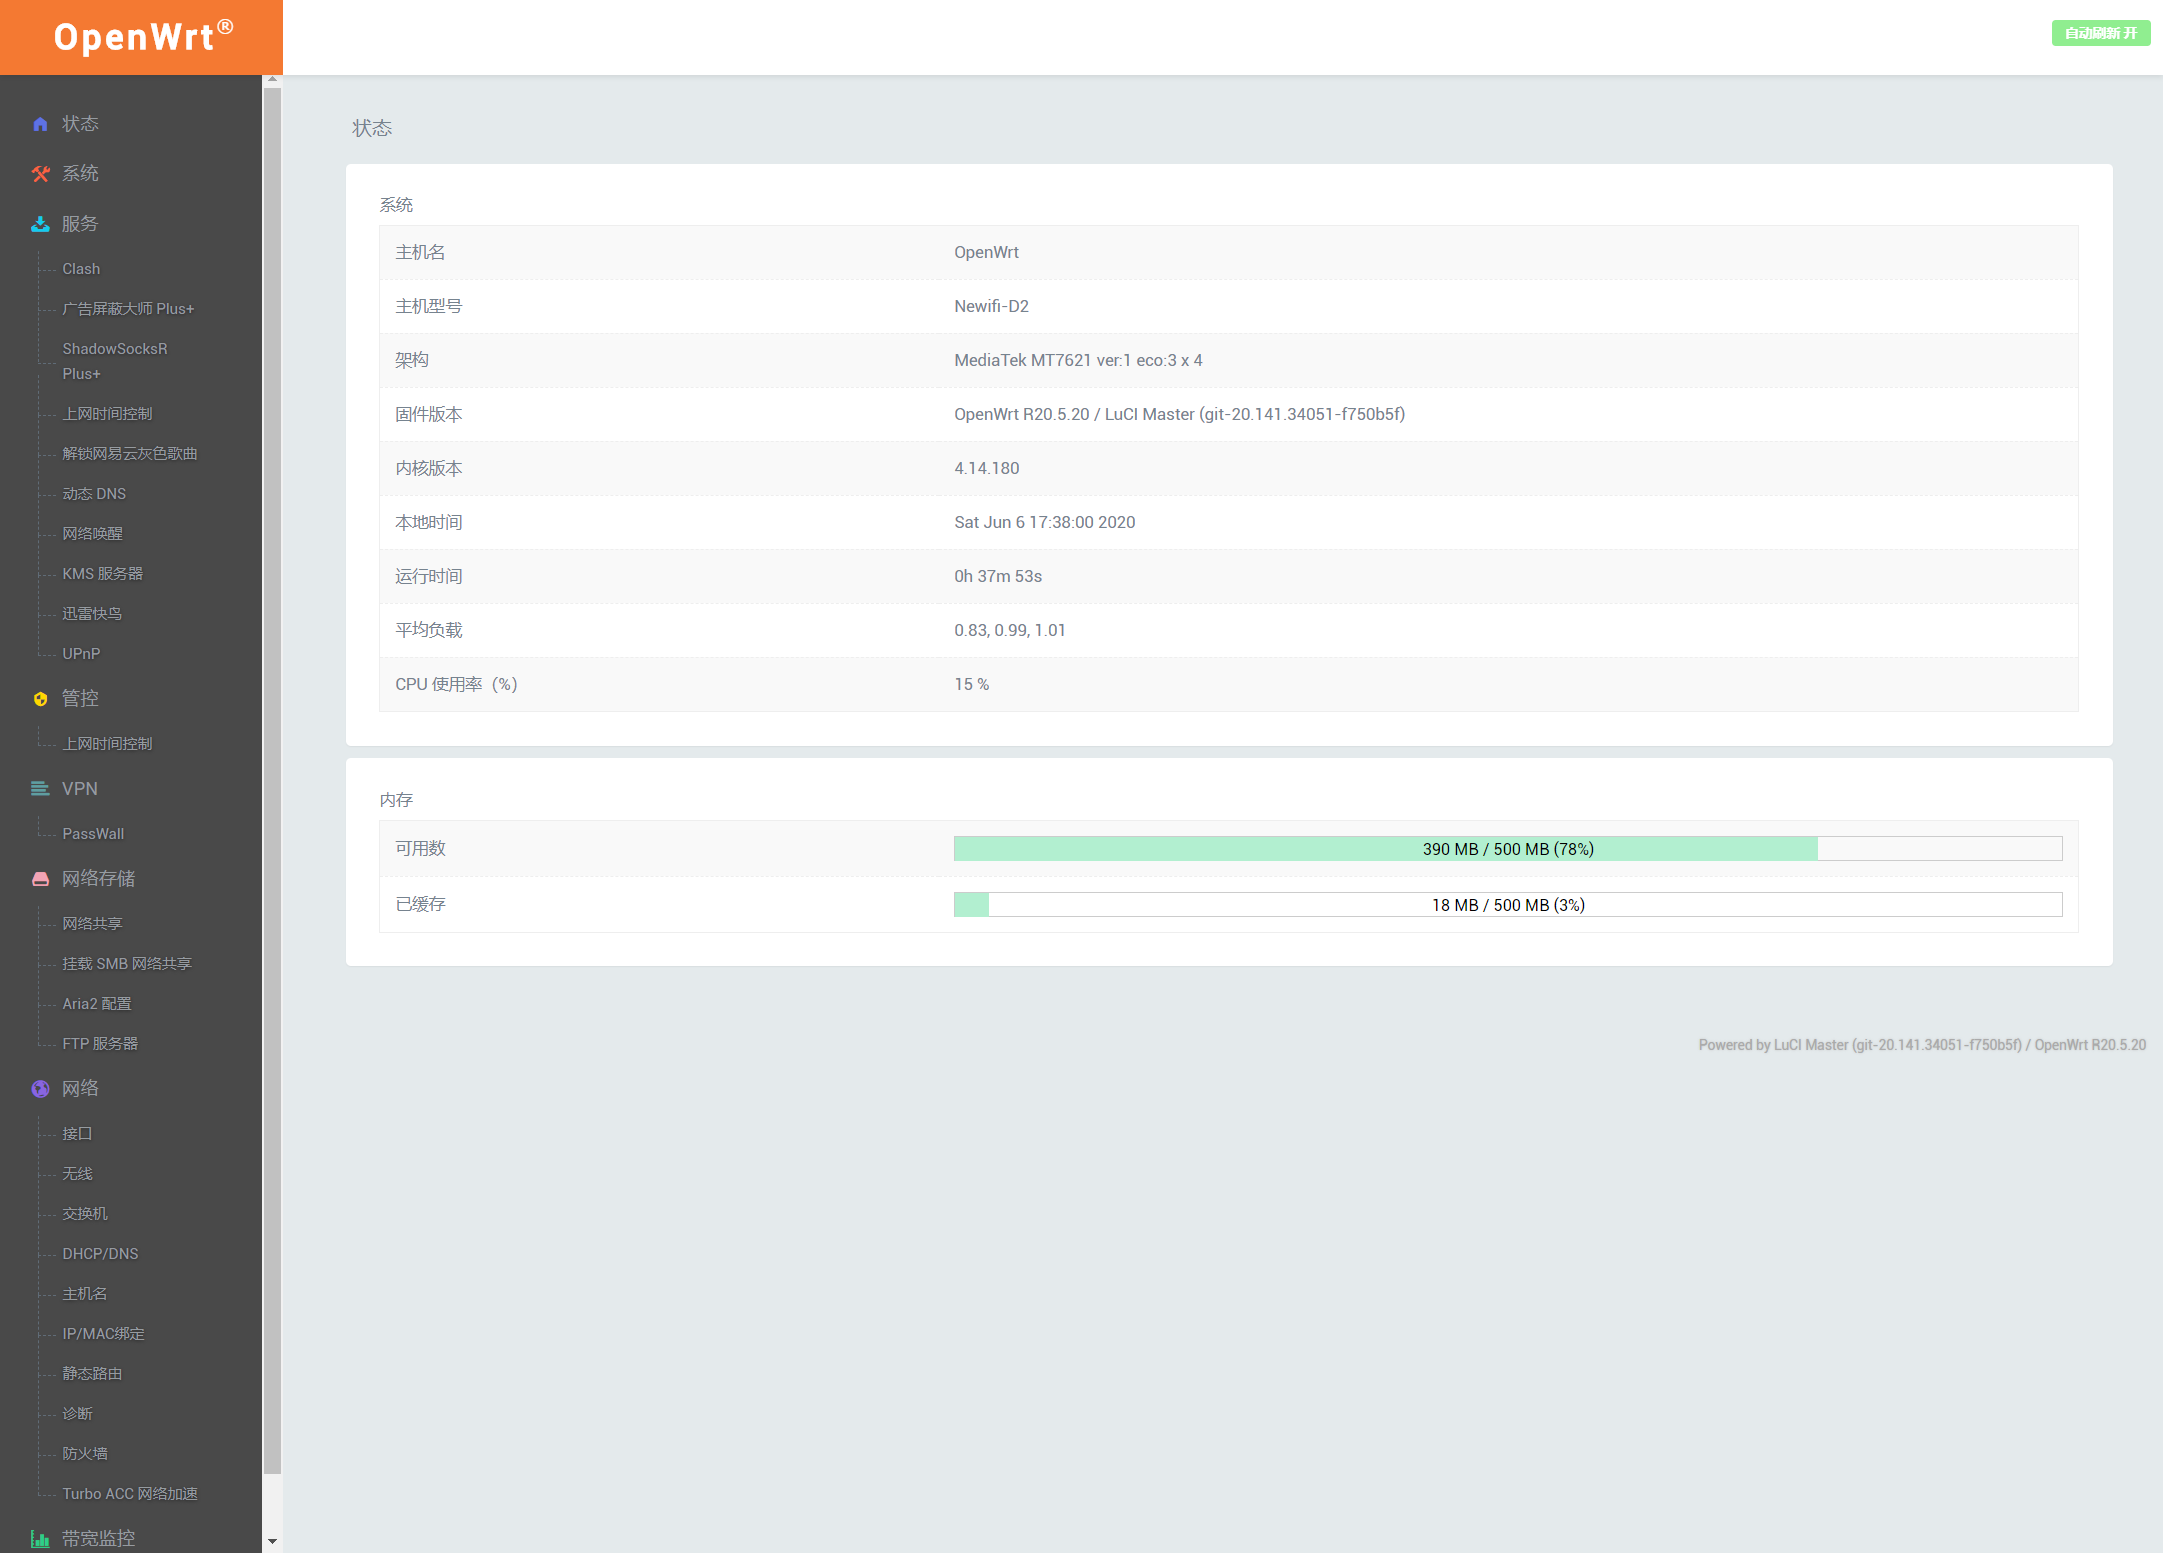 OpenWrt®
自动刷新 开
状态
系统
服务
Clash
广告屏蔽大师 Plus+
ShadowSocksR
Plus+
上网时间控制
解锁网易云灰色歌曲
动态 DNS
网络唤醒
KMS 服务器
迅雷快鸟
UPnP
管控
上网时间控制
VPN
PassWall
网络存储
网络共享
挂载 SMB 网络共享
Aria2 配置
FTP 服务器
网络
接口
无线
交换机
DHCP/DNS
主机名
IP/MAC绑定
静态路由
诊断
防火墙
Turbo ACC 网络加速
带宽监控
状态
系统
主机名 OpenWrt
主机型号 Newifi-D2
架构 MediaTek MT7621 ver:1 eco:3 x 4
固件版本 OpenWrt R20.5.20 / LuCI Master (git-20.141.34051-f750b5f)
内核版本 4.14.180
本地时间 Sat Jun 6 17:38:00 2020
运行时间 0h 37m 53s
平均负载 0.83, 0.99, 1.01
CPU 使用率（%） 15 %
内存
可用数 390 MB / 500 MB (78%)
已缓存 18 MB / 500 MB (3%)
Powered by LuCI Master (git-20.141.34051-f750b5f) / OpenWrt R20.5.20